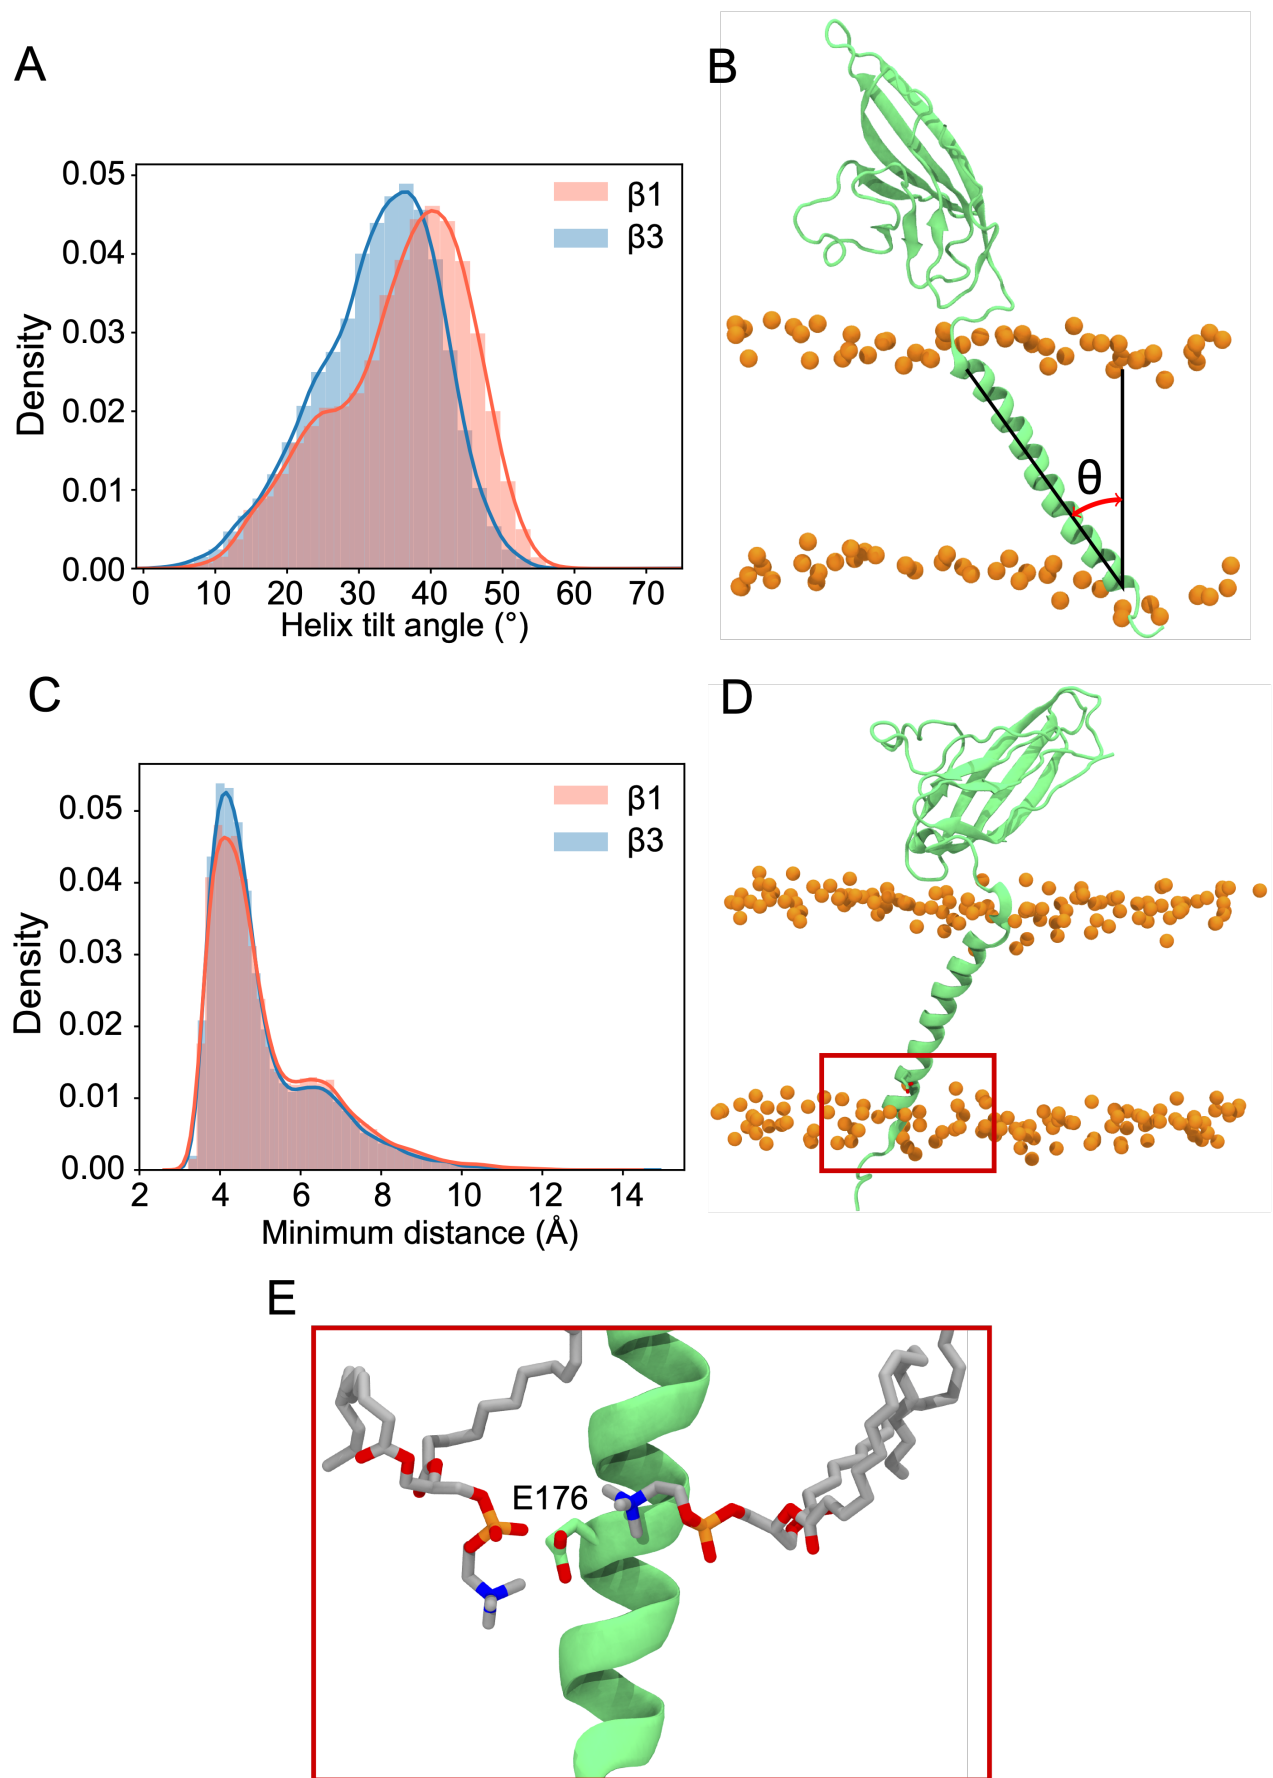 A
0.05
0.04
0.03
0.02
0.01
0.00
Density
β1
β3
0 10 20 30 40 50 60 70
Helix tilt angle (°)
B
θ
C
0.05
0.04
0.03
0.02
0.01
0.00
Density
β1
β3
2 4 6 8 10 12 14
Minimum distance (Å)
D
E
E176